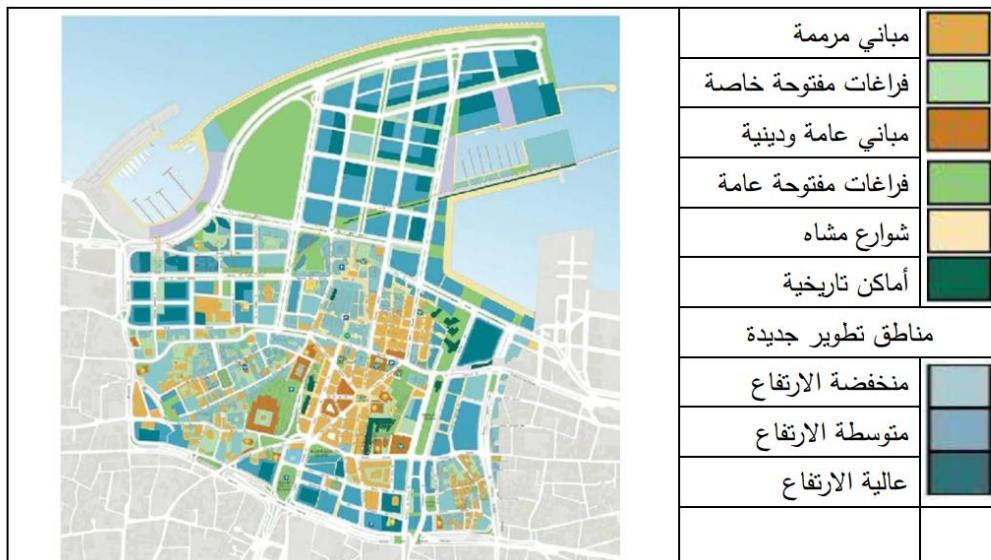 مباني مرممة
فراغات مفتوحة خاصة
مباني عامة ودينية
فراغات مفتوحة عامة
شوارع مشاه
أماكن تاريخية
مناطق تطوير جديدة
منخفضة الارتفاع
متوسطة الارتفاع
عالية الارتفاع